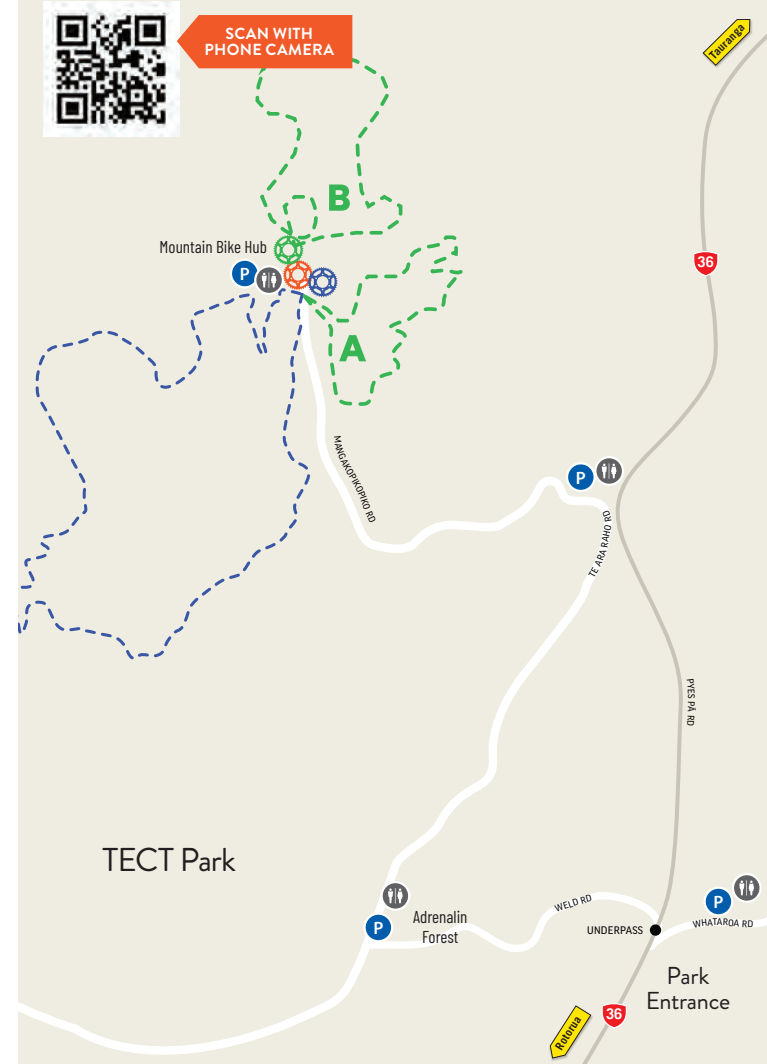 SCAN WITH
PHONE CAMERA
Tauranga
B
Mountain Bike Hub
P
36
A
MANGAKOPIKOPIKO RD
P
TE ARA RAHO RD
PYES PĀ RD
TECT Park
P
Adrenalin
Forest
WELD RD
UNDERPASS
P
WHATAROA RD
Park
Entrance
36
Rotorua